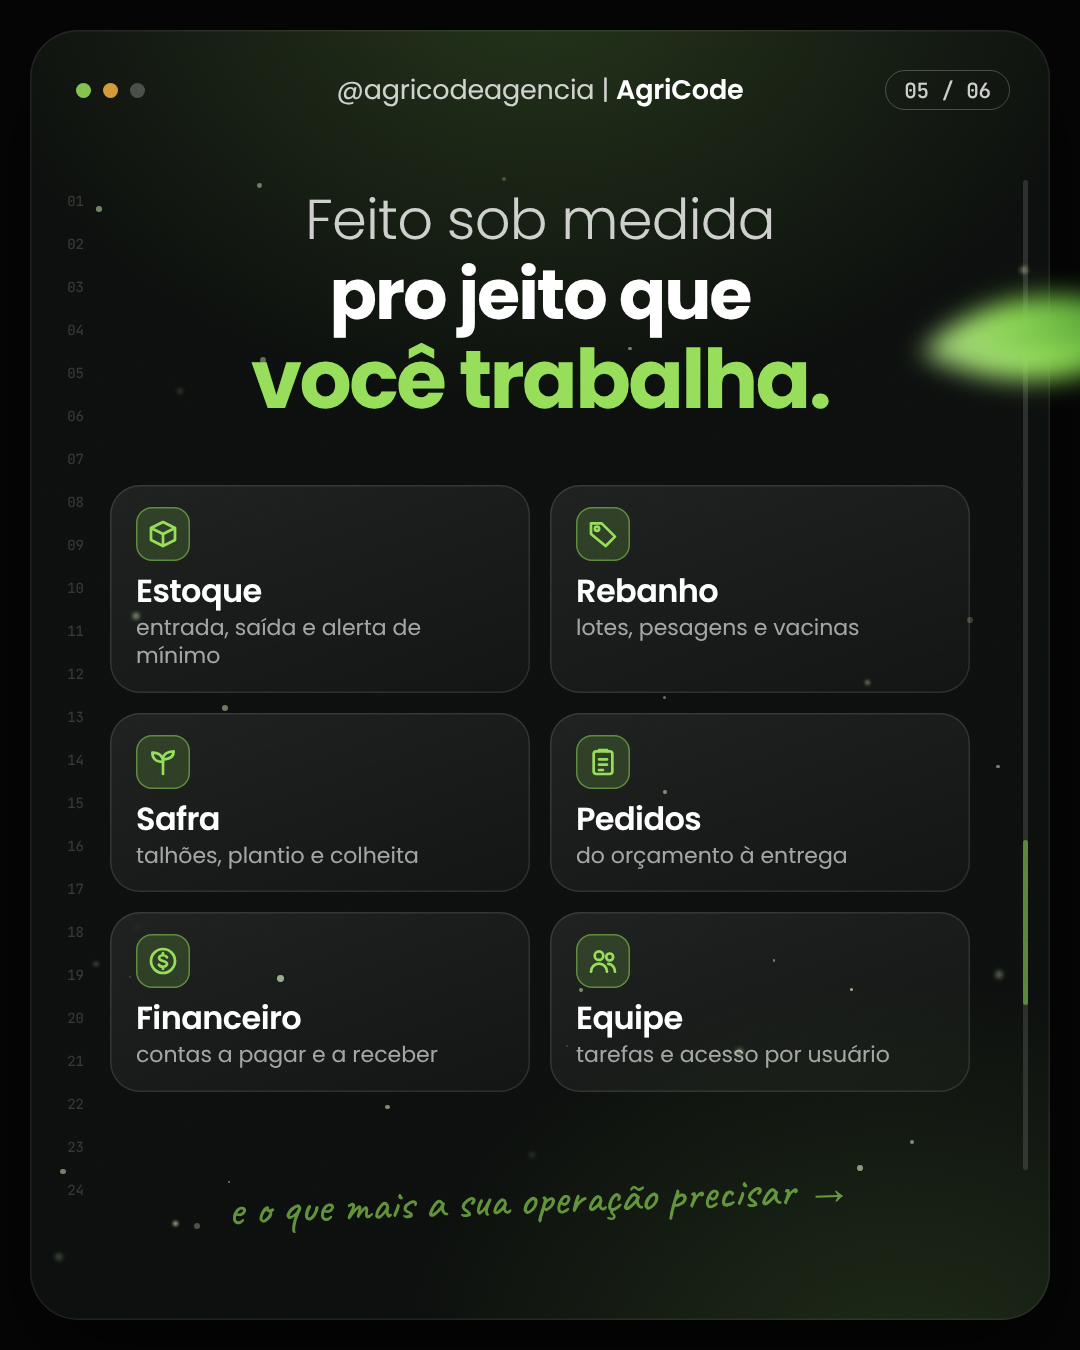 @agricodeagencia | AgriCode
05 / 06
Feito sob medida
pro jeito que
você trabalha.
01
02
03
04
05
06
07
08
09
10
11
12
13
14
15
16
17
18
19
20
21
22
23
24
Estoque
entrada, saída e alerta de
mínimo
Rebanho
lotes, pesagens e vacinas
Safra
talhões, plantio e colheita
Pedidos
do orçamento à entrega
Financeiro
contas a pagar e a receber
Equipe
tarefas e acesso por usuário
e o que mais a sua operação precisar →